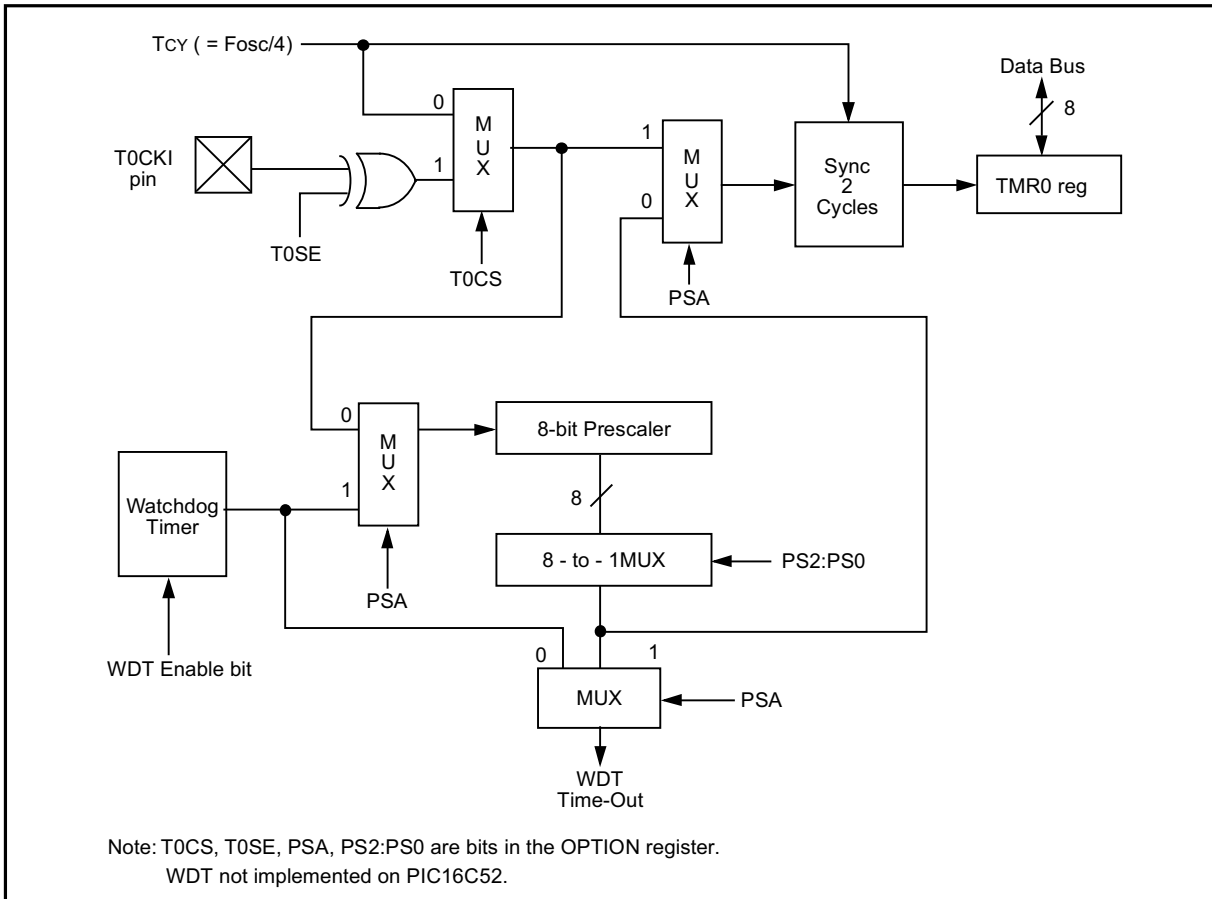 TCY ( = Fosc/4)
Data Bus
8
0
M
U
X
1
T0CKI
pin
T0SE
T0CS
1
M
U
X
0
PSA
Sync
2
Cycles
TMR0 reg
0
M
U
X
1
8-bit Prescaler
Watchdog
Timer
8
8 - to - 1MUX
PS2:PS0
PSA
WDT Enable bit
0
1
MUX
PSA
WDT
Time-Out
Note: T0CS, T0SE, PSA, PS2:PS0 are bits in the OPTION register.
WDT not implemented on PIC16C52.